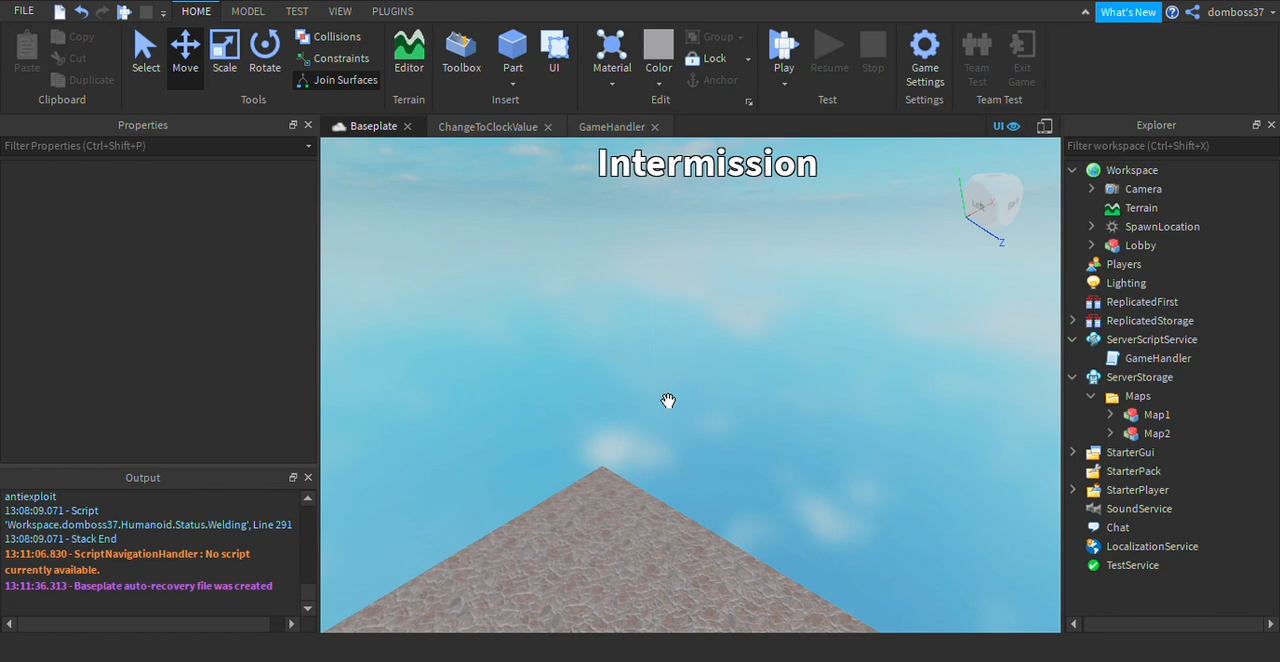 FILE
HOME
MODEL
TEST
VIEW
PLUGINS
What's New
domboss37
Paste
Copy
Cut
Duplicate
Clipboard
Select
Move
Scale
Rotate
Collisions
Constraints
Join Surfaces
Tools
Editor
Terrain
Toolbox
Part
UI
Insert
Material
Color
Group
Lock
Anchor
Edit
Play
Resume
Stop
Test
Game
Settings
Settings
Team
Test
Exit
Game
Team Test
Properties
Filter Properties (Ctrl+Shift+P)
Baseplate
ChangeToClockValue
GameHandler
UI
Intermission
Z
Output
antiexploit
13:08:09.071 - Script
'Workspace.domboss37.Humanoid.Status.Welding', Line 291
13:08:09.071 - Stack End
13:11:06.830 - ScriptNavigationHandler : No script
currently available.
13:11:36.313 - Baseplate auto-recovery file was created
Explorer
Filter workspace (Ctrl+Shift+X)
Workspace
Camera
Terrain
SpawnLocation
Lobby
Players
Lighting
ReplicatedFirst
ReplicatedStorage
ServerScriptService
GameHandler
ServerStorage
Maps
Map1
Map2
StarterGui
StarterPack
StarterPlayer
SoundService
Chat
LocalizationService
TestService